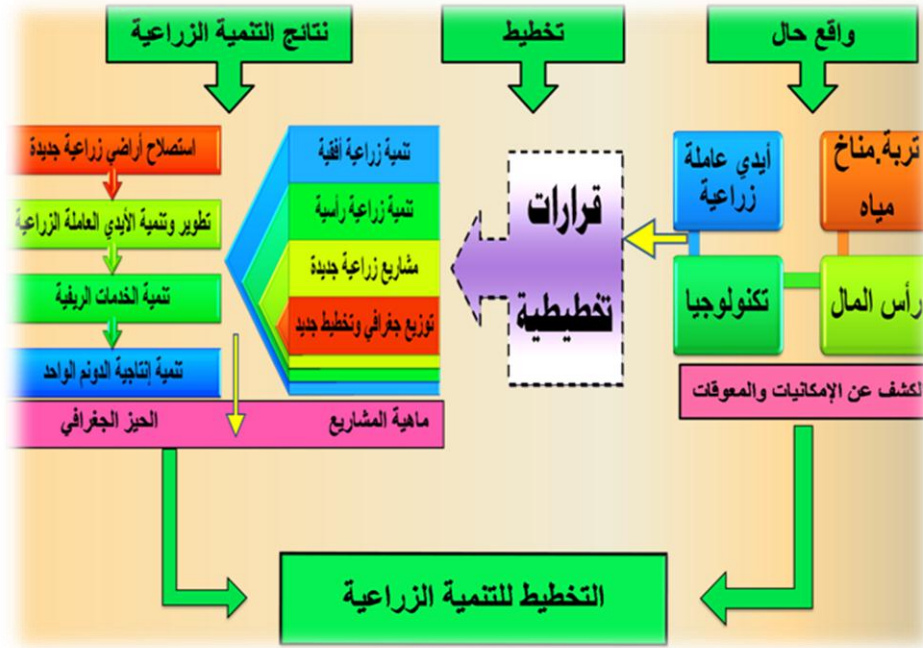 واقع حال
تخطيط
نتائج التنمية الزراعية
تربة.مناخ
مياه
أيدي عاملة
زراعية
رأس المال
تكنولوجيا
لكشف عن الإمكانيات والمعوقات
قرارات
تخطيطية
تنمية زراعية أفقية
تنمية زراعية رأسية
مشاريع زراعية جديدة
توزيع جغرافي وتخطيط جديد
استصلاح أراضي زراعية جديدة
تطوير وتنمية الأيدي العاملة الزراعية
تنمية الخدمات الريفية
تنمية إنتاجية الدونم الواحد
ماهية المشاريع
الحيز الجغرافي
التخطيط للتنمية الزراعية